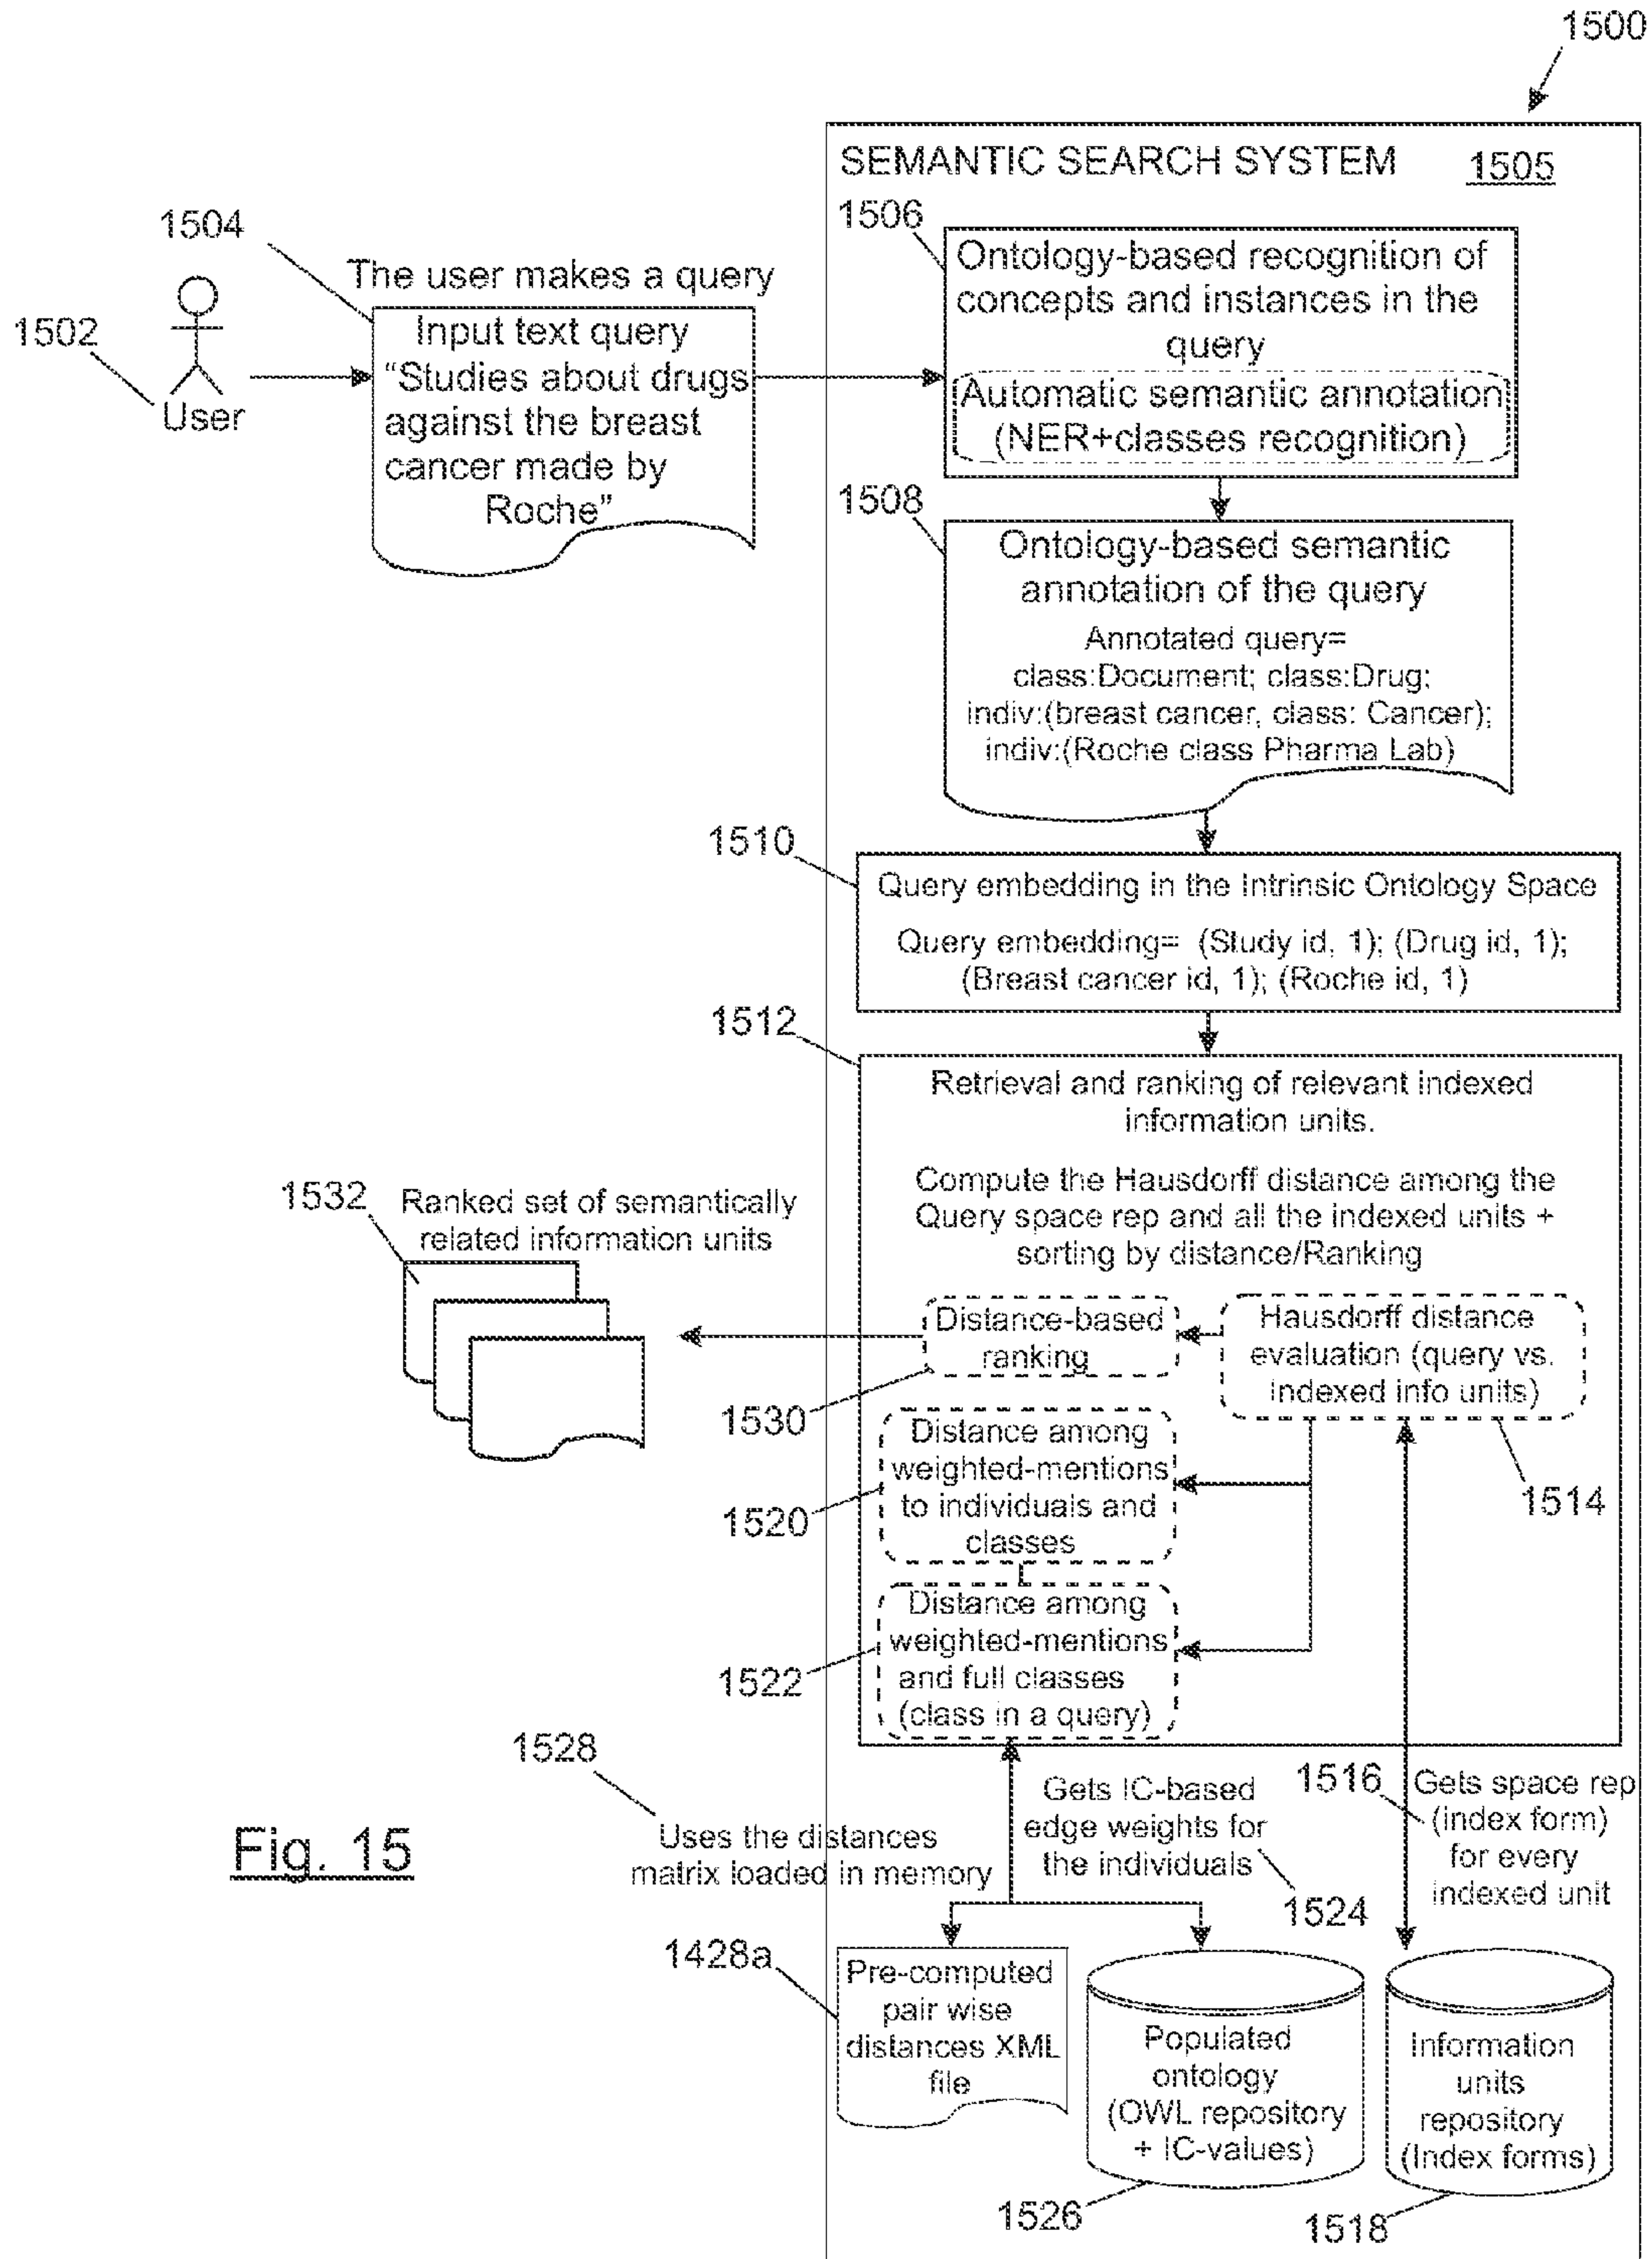 1500
SEMANTIC SEARCH SYSTEM 1505
1504
1506
The user makes a query
Input text query
“Studies about drugs
against the breast
cancer made by
Roche”
1502
User
Ontology-based recognition of
concepts and instances in the
query
Automatic semantic annotation
(NER+classes recognition)
1508
Ontology-based semantic
annotation of the query
Annotated query=
class:Document; class:Drug;
indiv:(breast cancer, class: Cancer);
indiv:(Roche class Pharma Lab)
1510
Query embedding in the Intrinsic Ontology Space
Query embedding= (Study id, 1); (Drug id, 1);
(Breast cancer id, 1); (Roche id, 1)
1512
Retrieval and ranking of relevant indexed
information units.
Compute the Hausdorff distance among the
Query space rep and all the indexed units +
sorting by distance/Ranking
1532
Ranked set of semantically
related information units
Distance-based
ranking
Hausdorff distance
evaluation (query vs.
Indexed info units)
1530
1514
Distance among
weighted-mentions
to individuals and
classes
1520
Distance among
weighted-mentions
and full classes
(class in a query)
1522
1528
Uses the distances
matrix loaded in memory
Gets IC-based
edge weights for
the individuals
1524
1516
Gets space rep
(index form)
for every
indexed unit
Fig. 15
1428a
Pre-computed
pair wise
distances XML
file
Populated
ontology
(OWL repository
+ IC-values)
1526
Information
units
repository
(Index forms)
1518